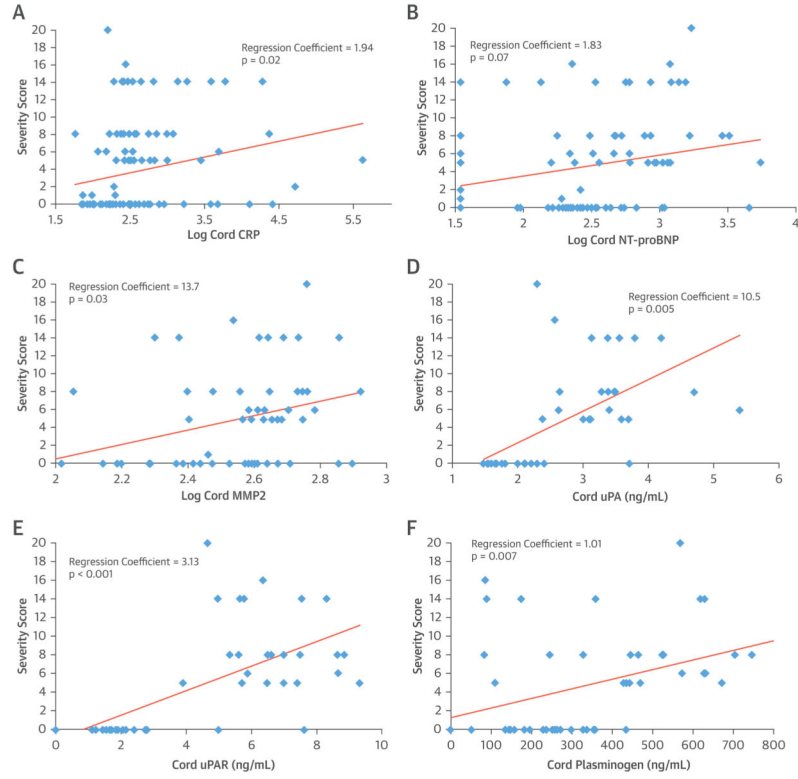 A
Severity Score
20
18
16
14
12
10
8
6
4
2
0
Regression Coefficient = 1.94
p = 0.02
1.5 2.5 3.5 4.5 5.5
Log Cord CRP
B
Severity Score
20
18
16
14
12
10
8
6
4
2
0
Regression Coefficient = 1.83
p = 0.07
1.5 2 2.5 3 3.5 4
Log Cord NT-proBNP
C
Severity Score
20
18
16
14
12
10
8
6
4
2
0
Regression Coefficient = 13.7
p = 0.03
2 2.2 2.4 2.6 2.8 3
Log Cord MMP2
D
Severity Score
20
18
16
14
12
10
8
6
4
2
0
Regression Coefficient = 10.5
p = 0.005
1 2 3 4 5 6
Cord uPA (ng/mL)
E
Severity Score
20
18
16
14
12
10
8
6
4
2
0
Regression Coefficient = 3.13
p < 0.001
0 2 4 6 8 10
Cord uPAR (ng/mL)
F
Severity Score
20
18
16
14
12
10
8
6
4
2
0
Regression Coefficient = 1.01
p = 0.007
0 100 200 300 400 500 600 700 800
Cord Plasminogen (ng/mL)